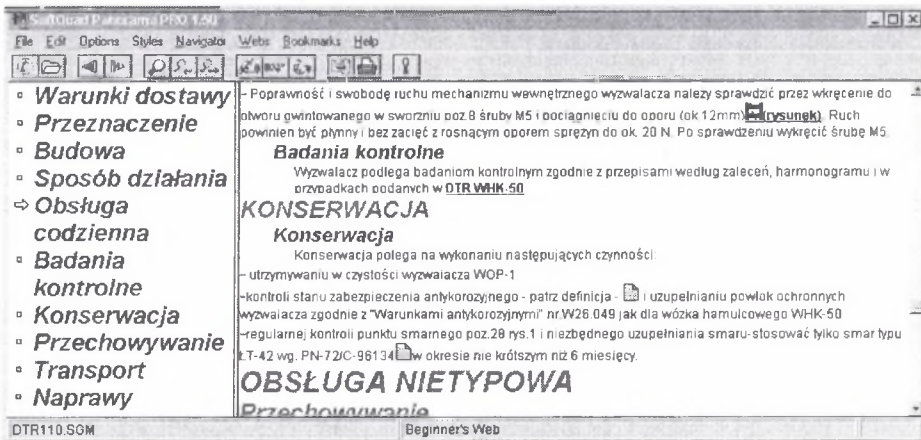 SoftQuad Panorama PRO 1.50
File Edit Options Styles Navigator Webs Bookmarks Help
▫ Warunki dostawy
▫ Przeznaczenie
▫ Budowa
▫ Sposób działania
⇨ Obsługa
codzienna
▫ Badania
kontrolne
▫ Konserwacja
▫ Przechowywanie
▫ Transport
▫ Naprawy
- Poprawność i swobodę ruchu mechanizmu wewnętrznego wyzwalacza należy sprawdzić przez wkręcenie do
otworu gwintowanego w sworzniu poz.8 śruby M5 i pociągnięciu do oporu (ok 12mm) (rysunek). Ruch
powinien być płynny i bez zacięć z rosnącym oporem sprężyn do ok. 20 N. Po sprawdzeniu wykręcić śrubę M5.
Badania kontrolne
Wyzwalacz podlega badaniom kontrolnym zgodnie z przepisami według zaleceń, harmonogramu i w
przypadkach podanych w DTR WHK-50
KONSERWACJA
Konserwacja
Konserwacja polega na wykonaniu następujących czynności:
- utrzymywaniu w czystości wyzwalacza WOP-1
-kontroli stanu zabezpieczenia antykorozyjnego - patrz definicja - i uzupełnianiu powłok ochronnych
wyzwalacza zgodnie z "Warunkami antykorozyjnymi" nr.W26.049 jak dla wózka hamulcowego WHK-50
-regularnej kontroli punktu smarnego poz.28 rys.1 i niezbędnego uzupełniania smaru-stosować tylko smar typu
ŁT-42 wg. PN-72/C-96134 w okresie nie krótszym niż 6 miesięcy.
OBSŁUGA NIETYPOWA
Przechowywanie
DTR110.SGM
Beginner's Web